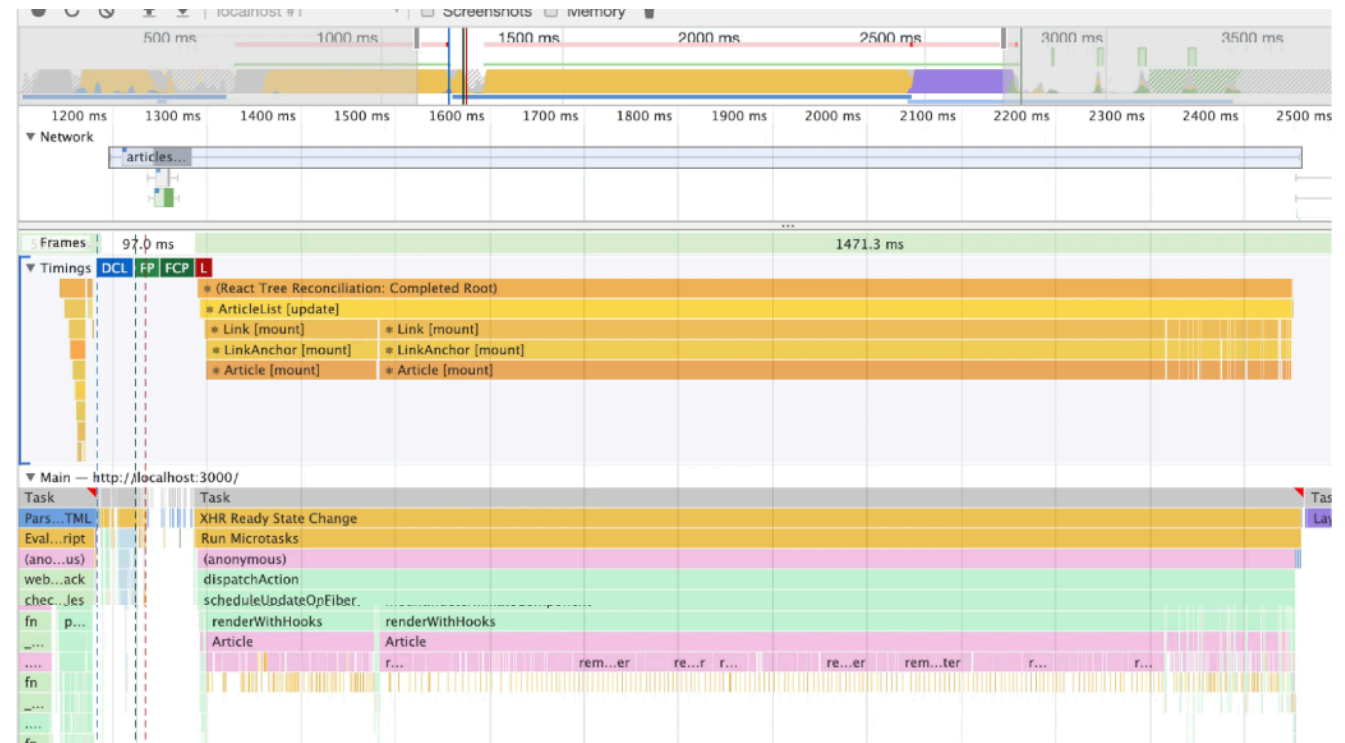 localhost #1 Screenshots Memory
500 ms 1000 ms 1500 ms 2000 ms 2500 ms 3000 ms 3500 ms
1200 ms 1300 ms 1400 ms 1500 ms 1600 ms 1700 ms 1800 ms 1900 ms 2000 ms 2100 ms 2200 ms 2300 ms 2400 ms 2500 ms
▼ Network
articles...
...
Frames 97.0 ms 1471.3 ms
▼ Timings DCL FP FCP L
(React Tree Reconciliation: Completed Root)
ArticleList [update]
Link [mount] Link [mount]
LinkAnchor [mount] LinkAnchor [mount]
Article [mount] Article [mount]
▼ Main — http://localhost:3000/
Task Task Tas
Pars...TML XHR Ready State Change Lay
Eval...ript Run Microtasks
(ano...us) (anonymous)
web...ack dispatchAction
chec...les scheduleUpdateOnFiber
fn p... renderWithHooks renderWithHooks
_... Article Article
.... r... rem...er re...r r... re...er rem...ter r... r...
fn
_...
....
fn